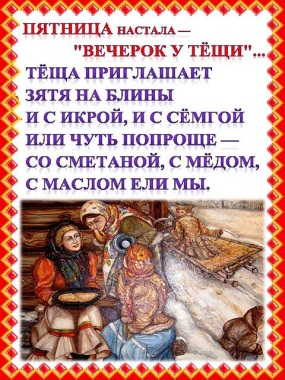 ПЯТНИЦА НАСТАЛА —
"ВЕЧЕРОК У ТЁЩИ"...
ТЁЩА ПРИГЛАШАЕТ
ЗЯТЯ НА БЛИНЫ
И С ИКРОЙ, И С СЁМГОЙ
ИЛИ ЧУТЬ ПОПРОЩЕ —
СО СМЕТАНОЙ, С МЁДОМ,
С МАСЛОМ ЕЛИ МЫ.